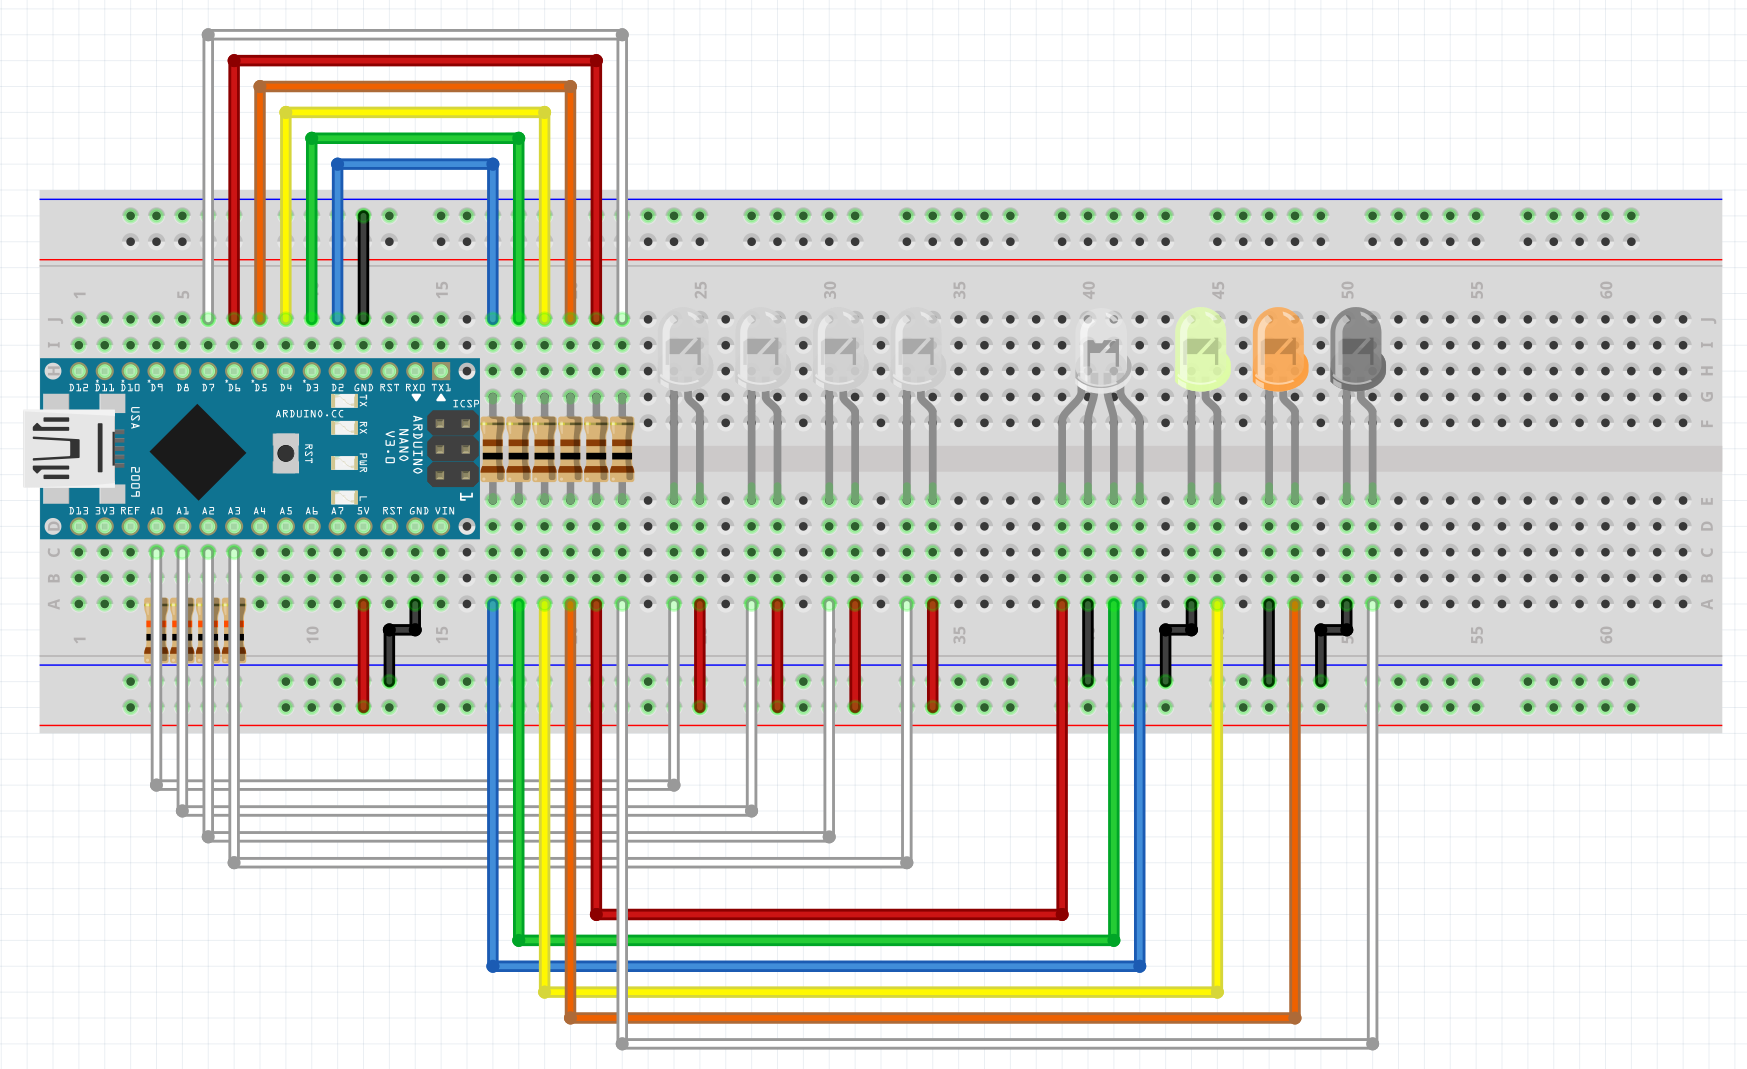 1 5 15 25 30 35 40 45 50 55 60
J J
I I
H H
D12 D11 D10 D9 D8 D7 D6 D5 D4 D3 D2 GND RST RX0 TX1
G G
ICSP
TX
ARDUINO.CC
USA
RX
RST
ARDUINO
NANO
V3.0
F F
PWR
2009
L
1
E
D13 3V3 REF A0 A1 A2 A3 A4 A5 A6 A7 5V RST GND VIN
D D
C C
B B
A A
1 10 15 35 55 60